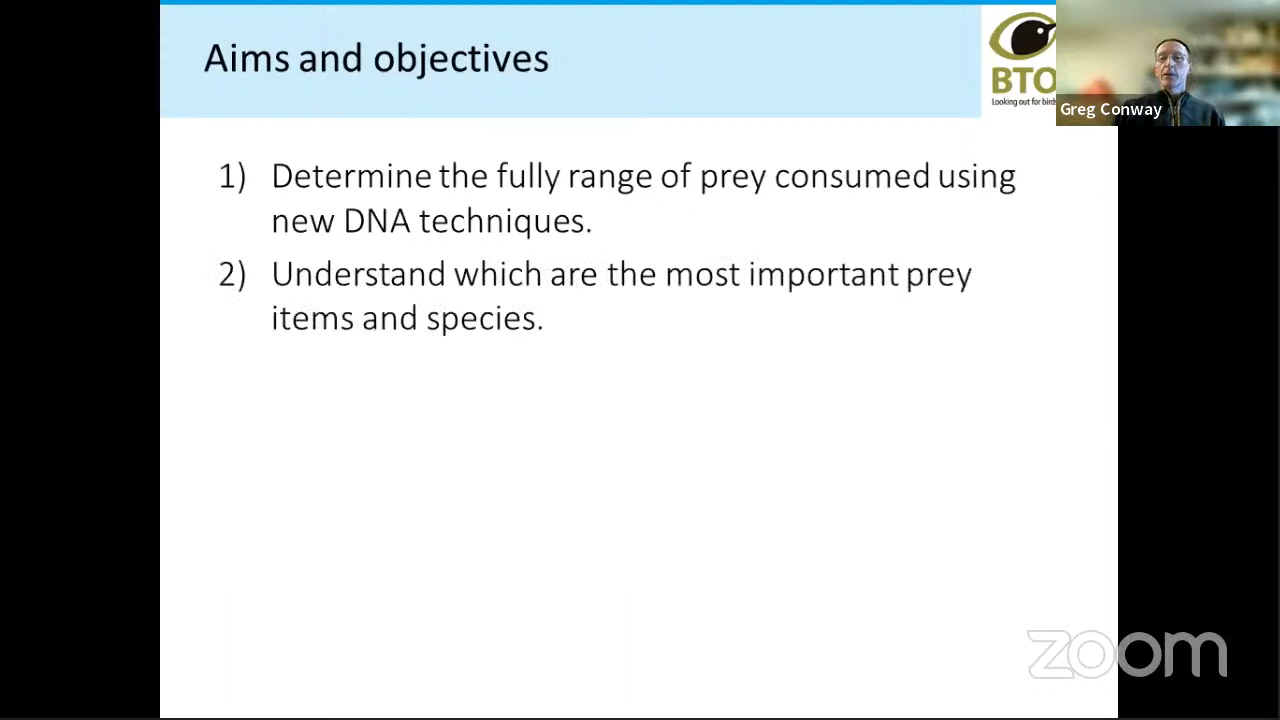 Aims and objectives
BTO
Looking out for birds
Greg Conway
1) Determine the fully range of prey consumed using
new DNA techniques.
2) Understand which are the most important prey
items and species.
zoom